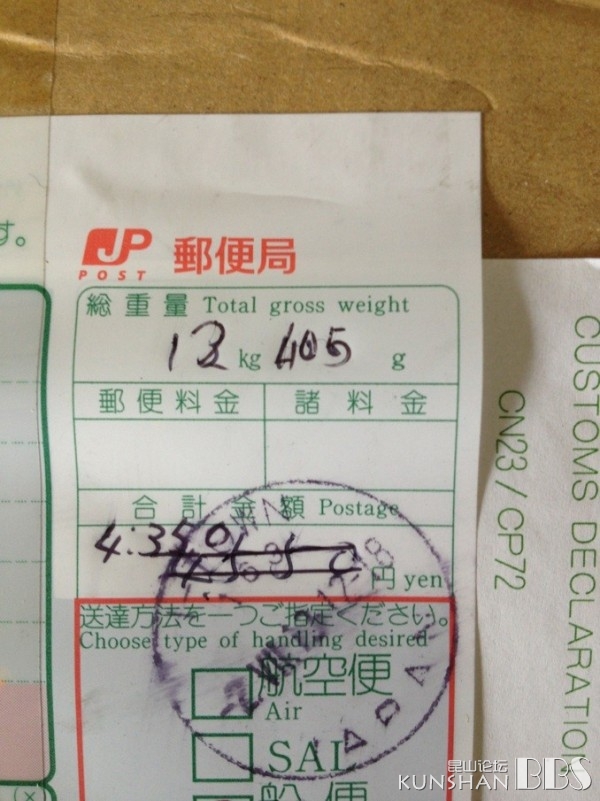 す。
JP
POST
郵便局
総重量 Total gross weight
kg 405 g
郵便料金 諸料金
合計金額 Postage
円 yen
送達方法を一つご指定ください。
Choose type of handling desired
航空便
Air
SAL
船便
CUSTOMS DECLARATION
CN23 / CP72
昆山论坛
KUNSHAN BBS